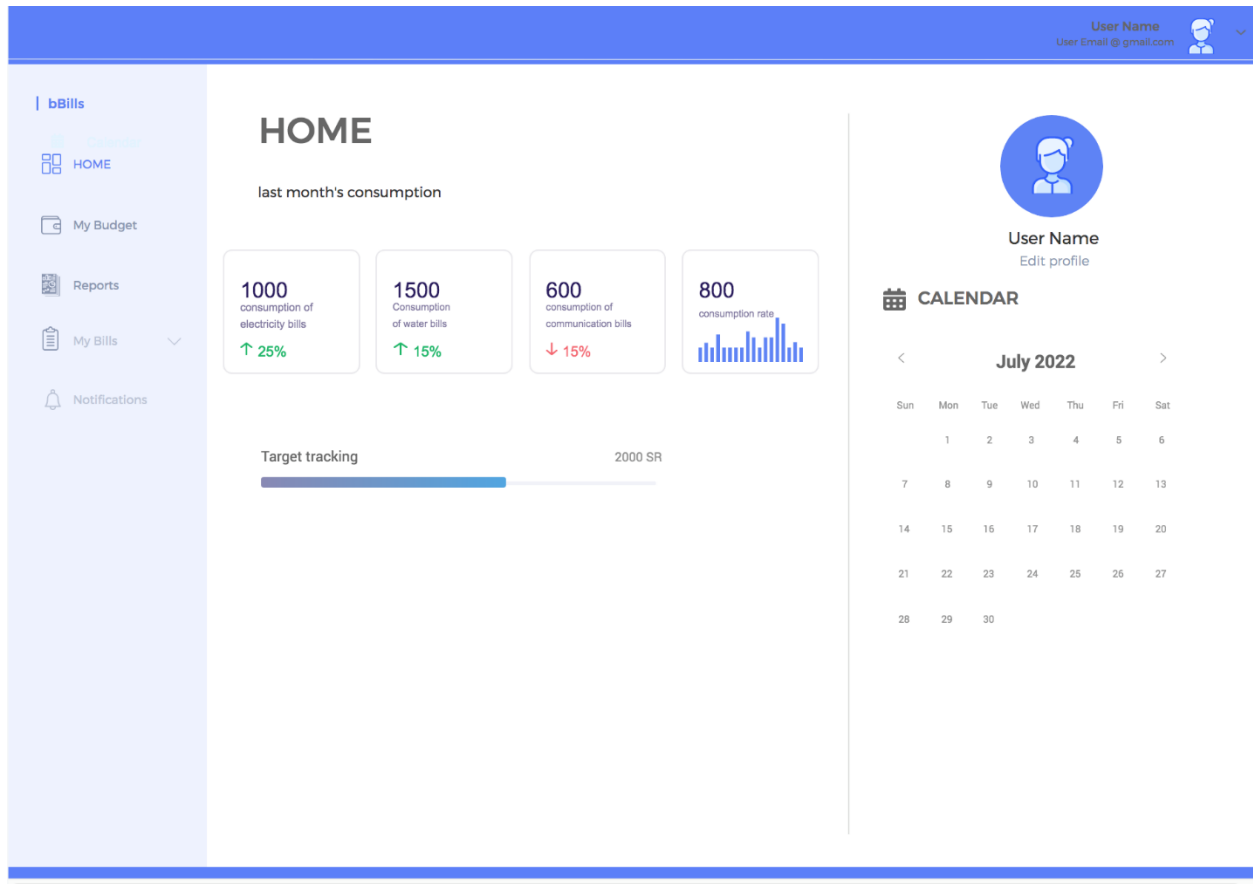 User Name
User Email @ gmail.com
bBills
HOME
My Budget
Reports
My Bills
Notifications
HOME
last month's consumption
1000
consumption of
electricity bills
↑ 25%
1500
Consumption
of water bills
↑ 15%
600
consumption of
communication bills
↓ 15%
800
consumption rate
Target tracking 2000 SR
User Name
Edit profile
CALENDAR
< July 2022 >
Sun Mon Tue Wed Thu Fri Sat
1 2 3 4 5 6
7 8 9 10 11 12 13
14 15 16 17 18 19 20
21 22 23 24 25 26 27
28 29 30